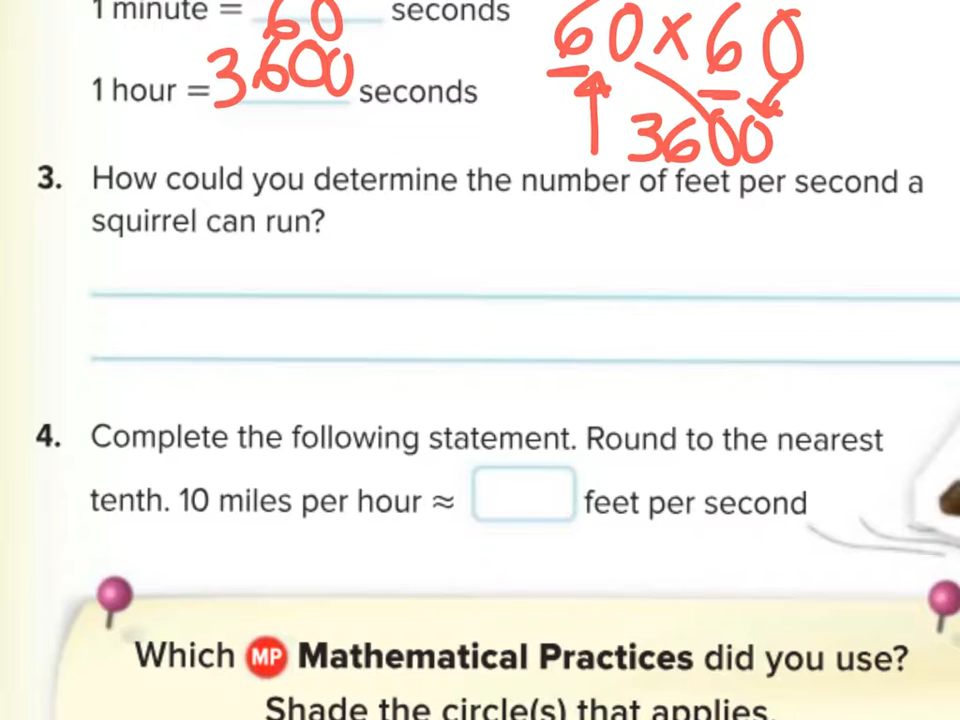 1 minute = 60 seconds
60 x 60
1 hour = 3600 seconds
3600
3. How could you determine the number of feet per second a
squirrel can run?
4. Complete the following statement. Round to the nearest
tenth. 10 miles per hour ≈ feet per second
Which MP Mathematical Practices did you use?
Shade the circle(s) that applies.